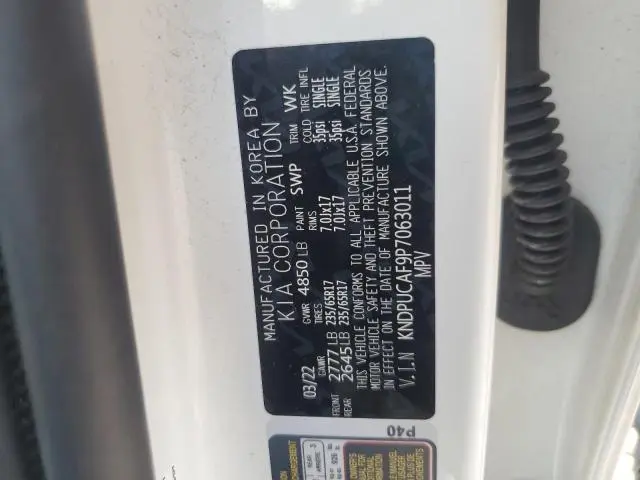 MANUFACTURED IN KOREA BY
KIA CORPORATION
03/22 GVWR 4850 LB PAINT SWP TRIM WK
GAWR TIRES RIMS COLD TIRE INFL
FRONT 2777 LB 235/65R17 7.0Jx17 35psi SINGLE
REAR 2645 LB 235/65R17 7.0Jx17 35psi SINGLE
THIS VEHICLE CONFORMS TO ALL APPLICABLE U.S.A. FEDERAL
MOTOR VEHICLE SAFETY AND THEFT PREVENTION STANDARDS
IN EFFECT ON THE DATE OF MANUFACTURE SHOWN ABOVE.
V.I.N KNDPUCAF9P7063011
MPV
P40
REAR
3